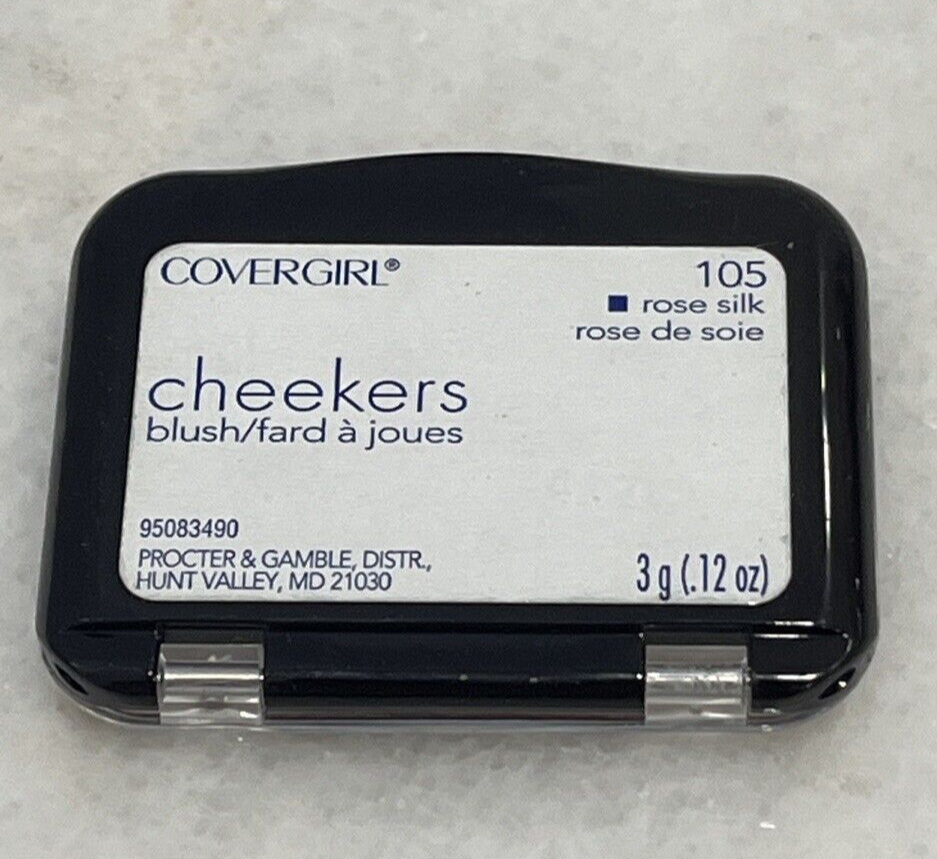 COVERGIRL®
105
rose silk
rose de soie
cheekers
blush/fard à joues
95083490
PROCTER & GAMBLE, DISTR.,
HUNT VALLEY, MD 21030
3 g (.12 oz)